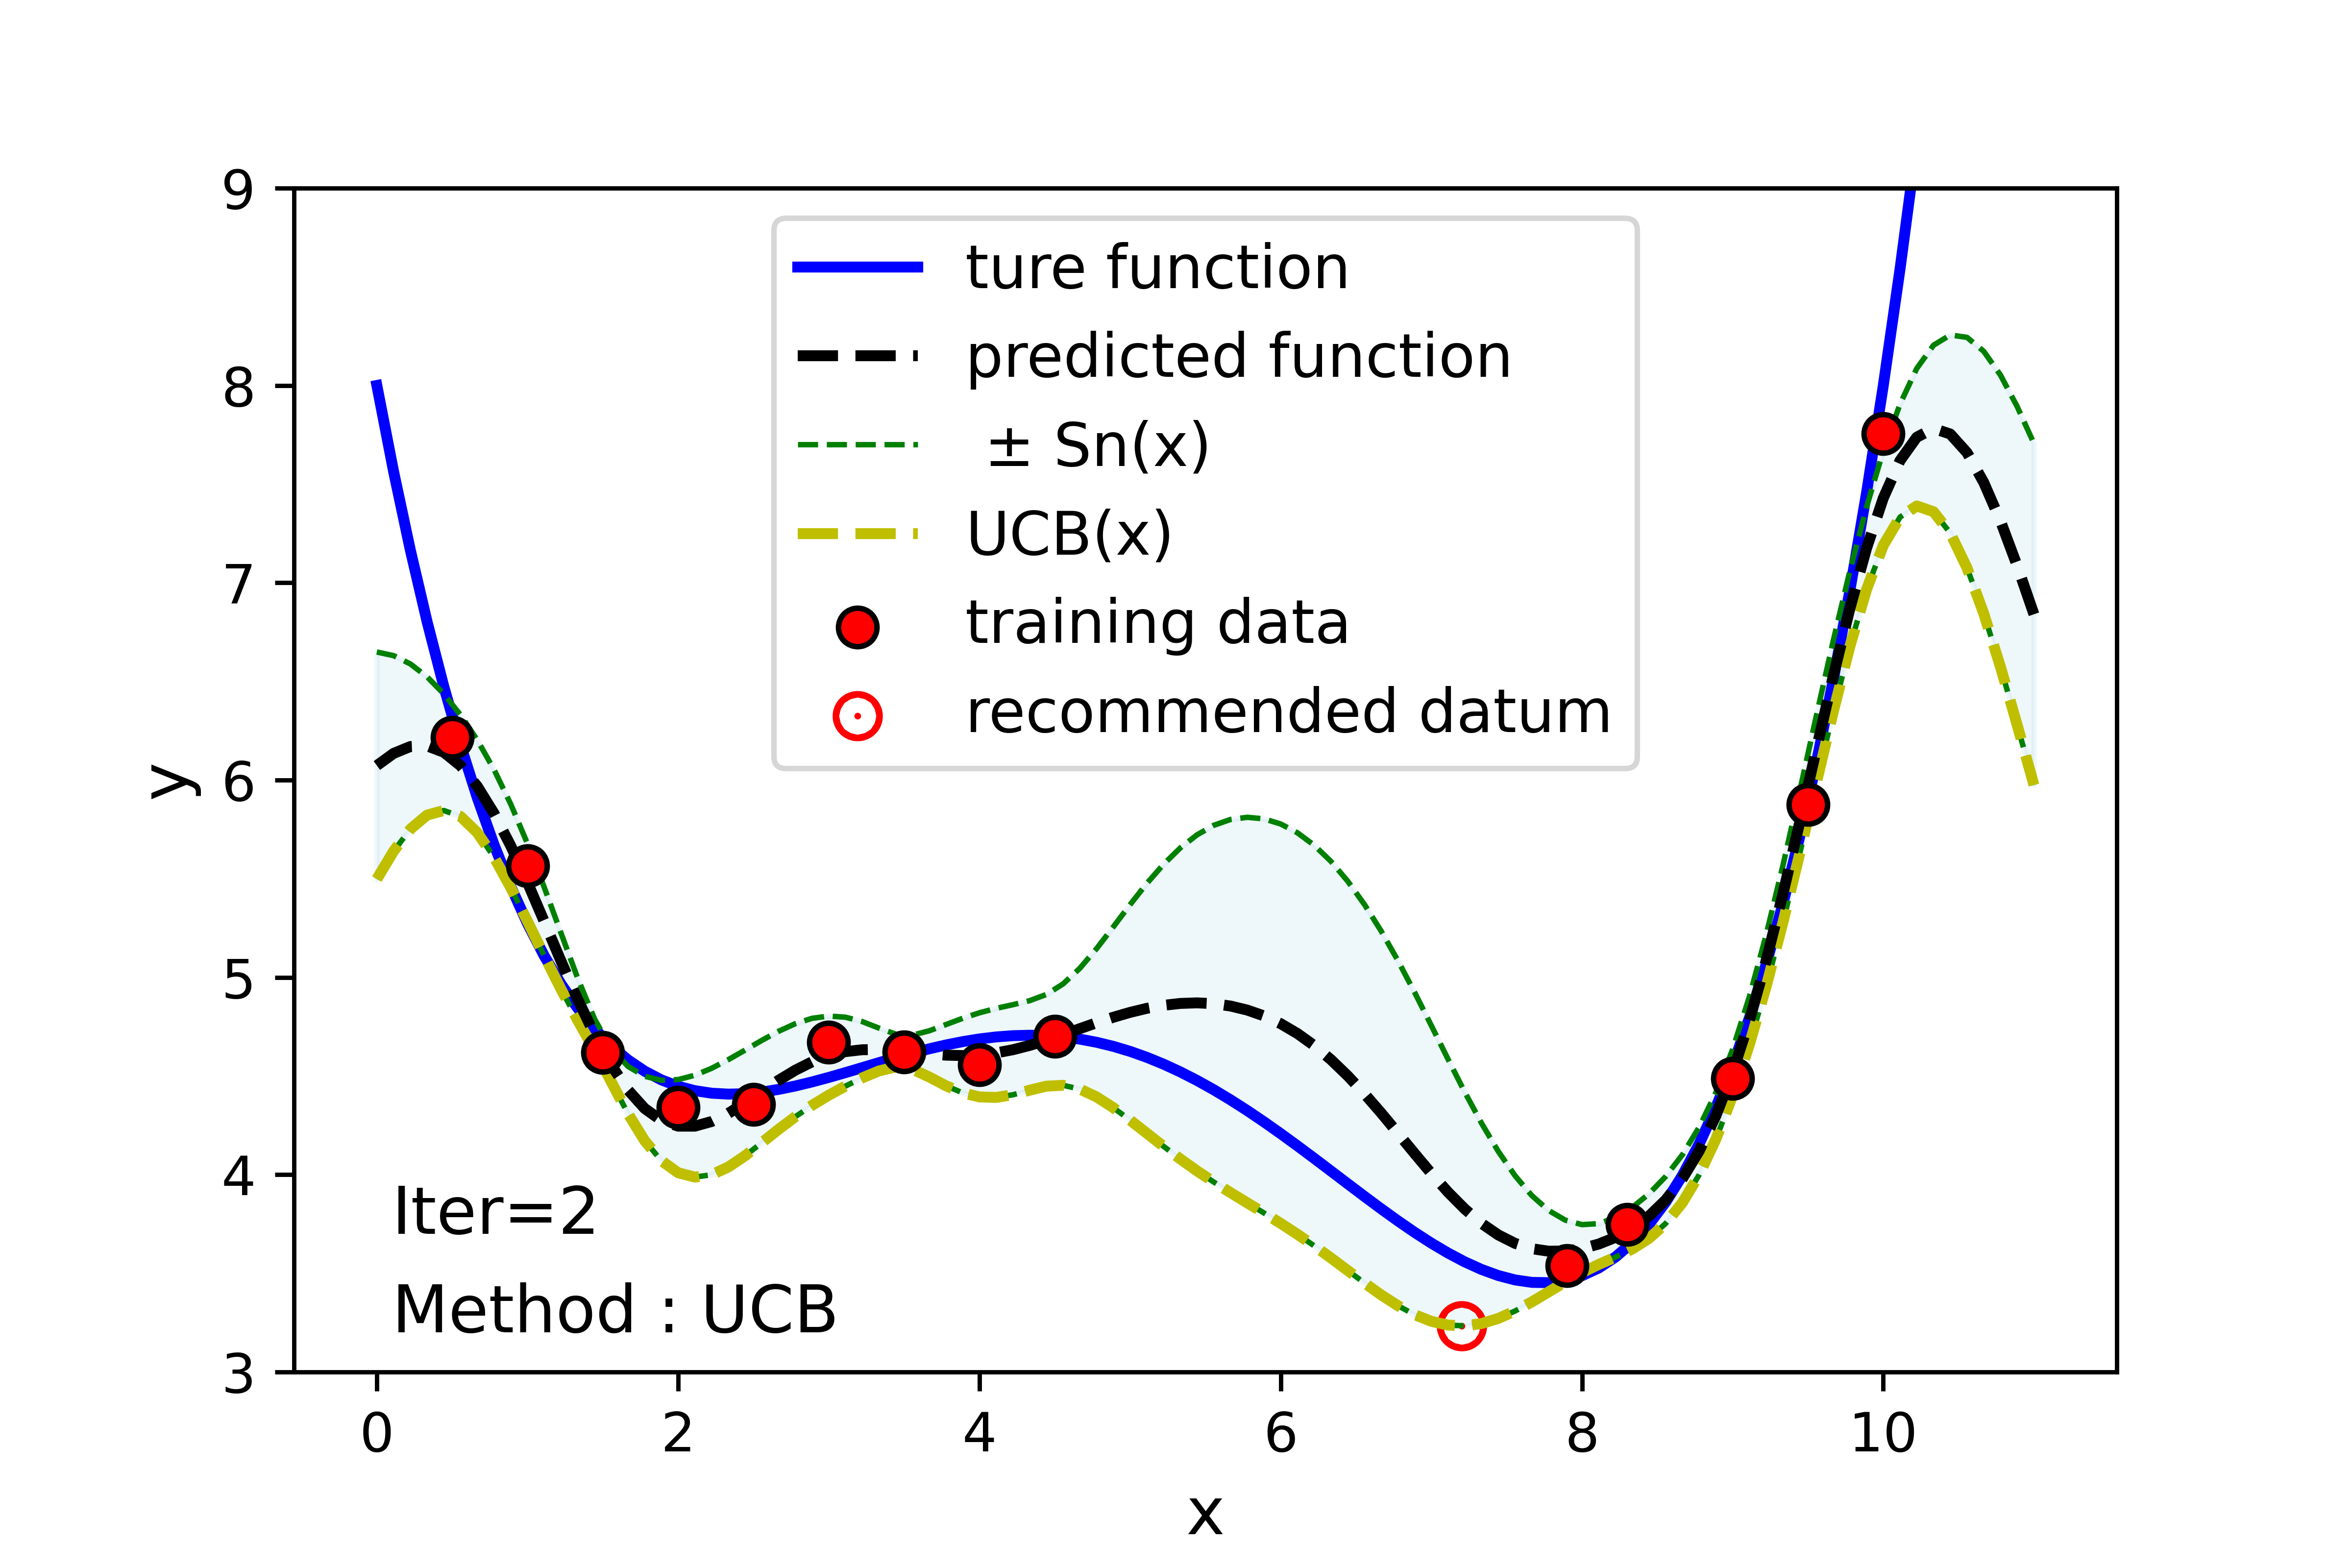 9
8
7
6
5
4
3
y
ture function
predicted function
± Sn(x)
UCB(x)
training data
recommended datum
Iter=2
Method : UCB
0 2 4 6 8 10
x